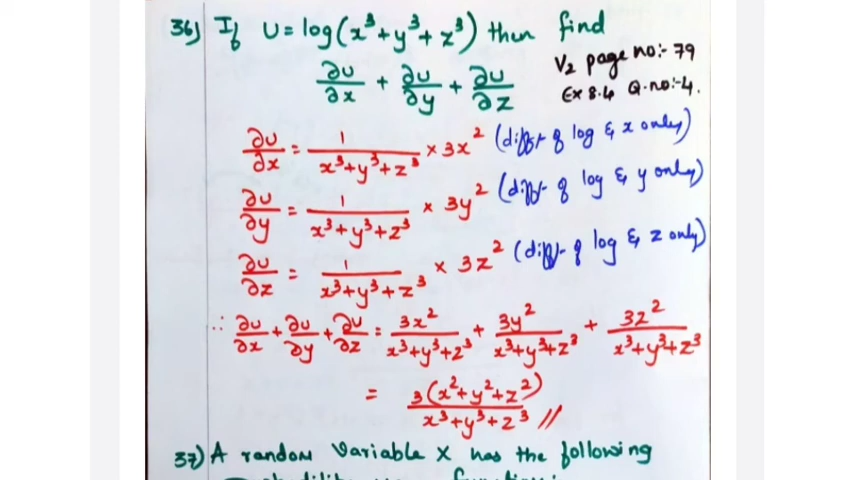 36) If U = log(x³+y³+z³) then find
∂U/∂x + ∂U/∂y + ∂U/∂z
V₂ page no:- 79
Ex 8.4 Q.no:-4.
∂U/∂x = 1/(x³+y³+z³) × 3x² (diff. of log & x only)
∂U/∂y = 1/(x³+y³+z³) × 3y² (diff- of log & y only)
∂U/∂z = 1/(x³+y³+z³) × 3z² (diff- of log & z only)
∴ ∂U/∂x + ∂U/∂y + ∂U/∂z = 3x²/(x³+y³+z³) + 3y²/(x³+y³+z³) + 3z²/(x³+y³+z³)
= 3(x²+y²+z²)/(x³+y³+z³) //
37) A random Variable X has the following